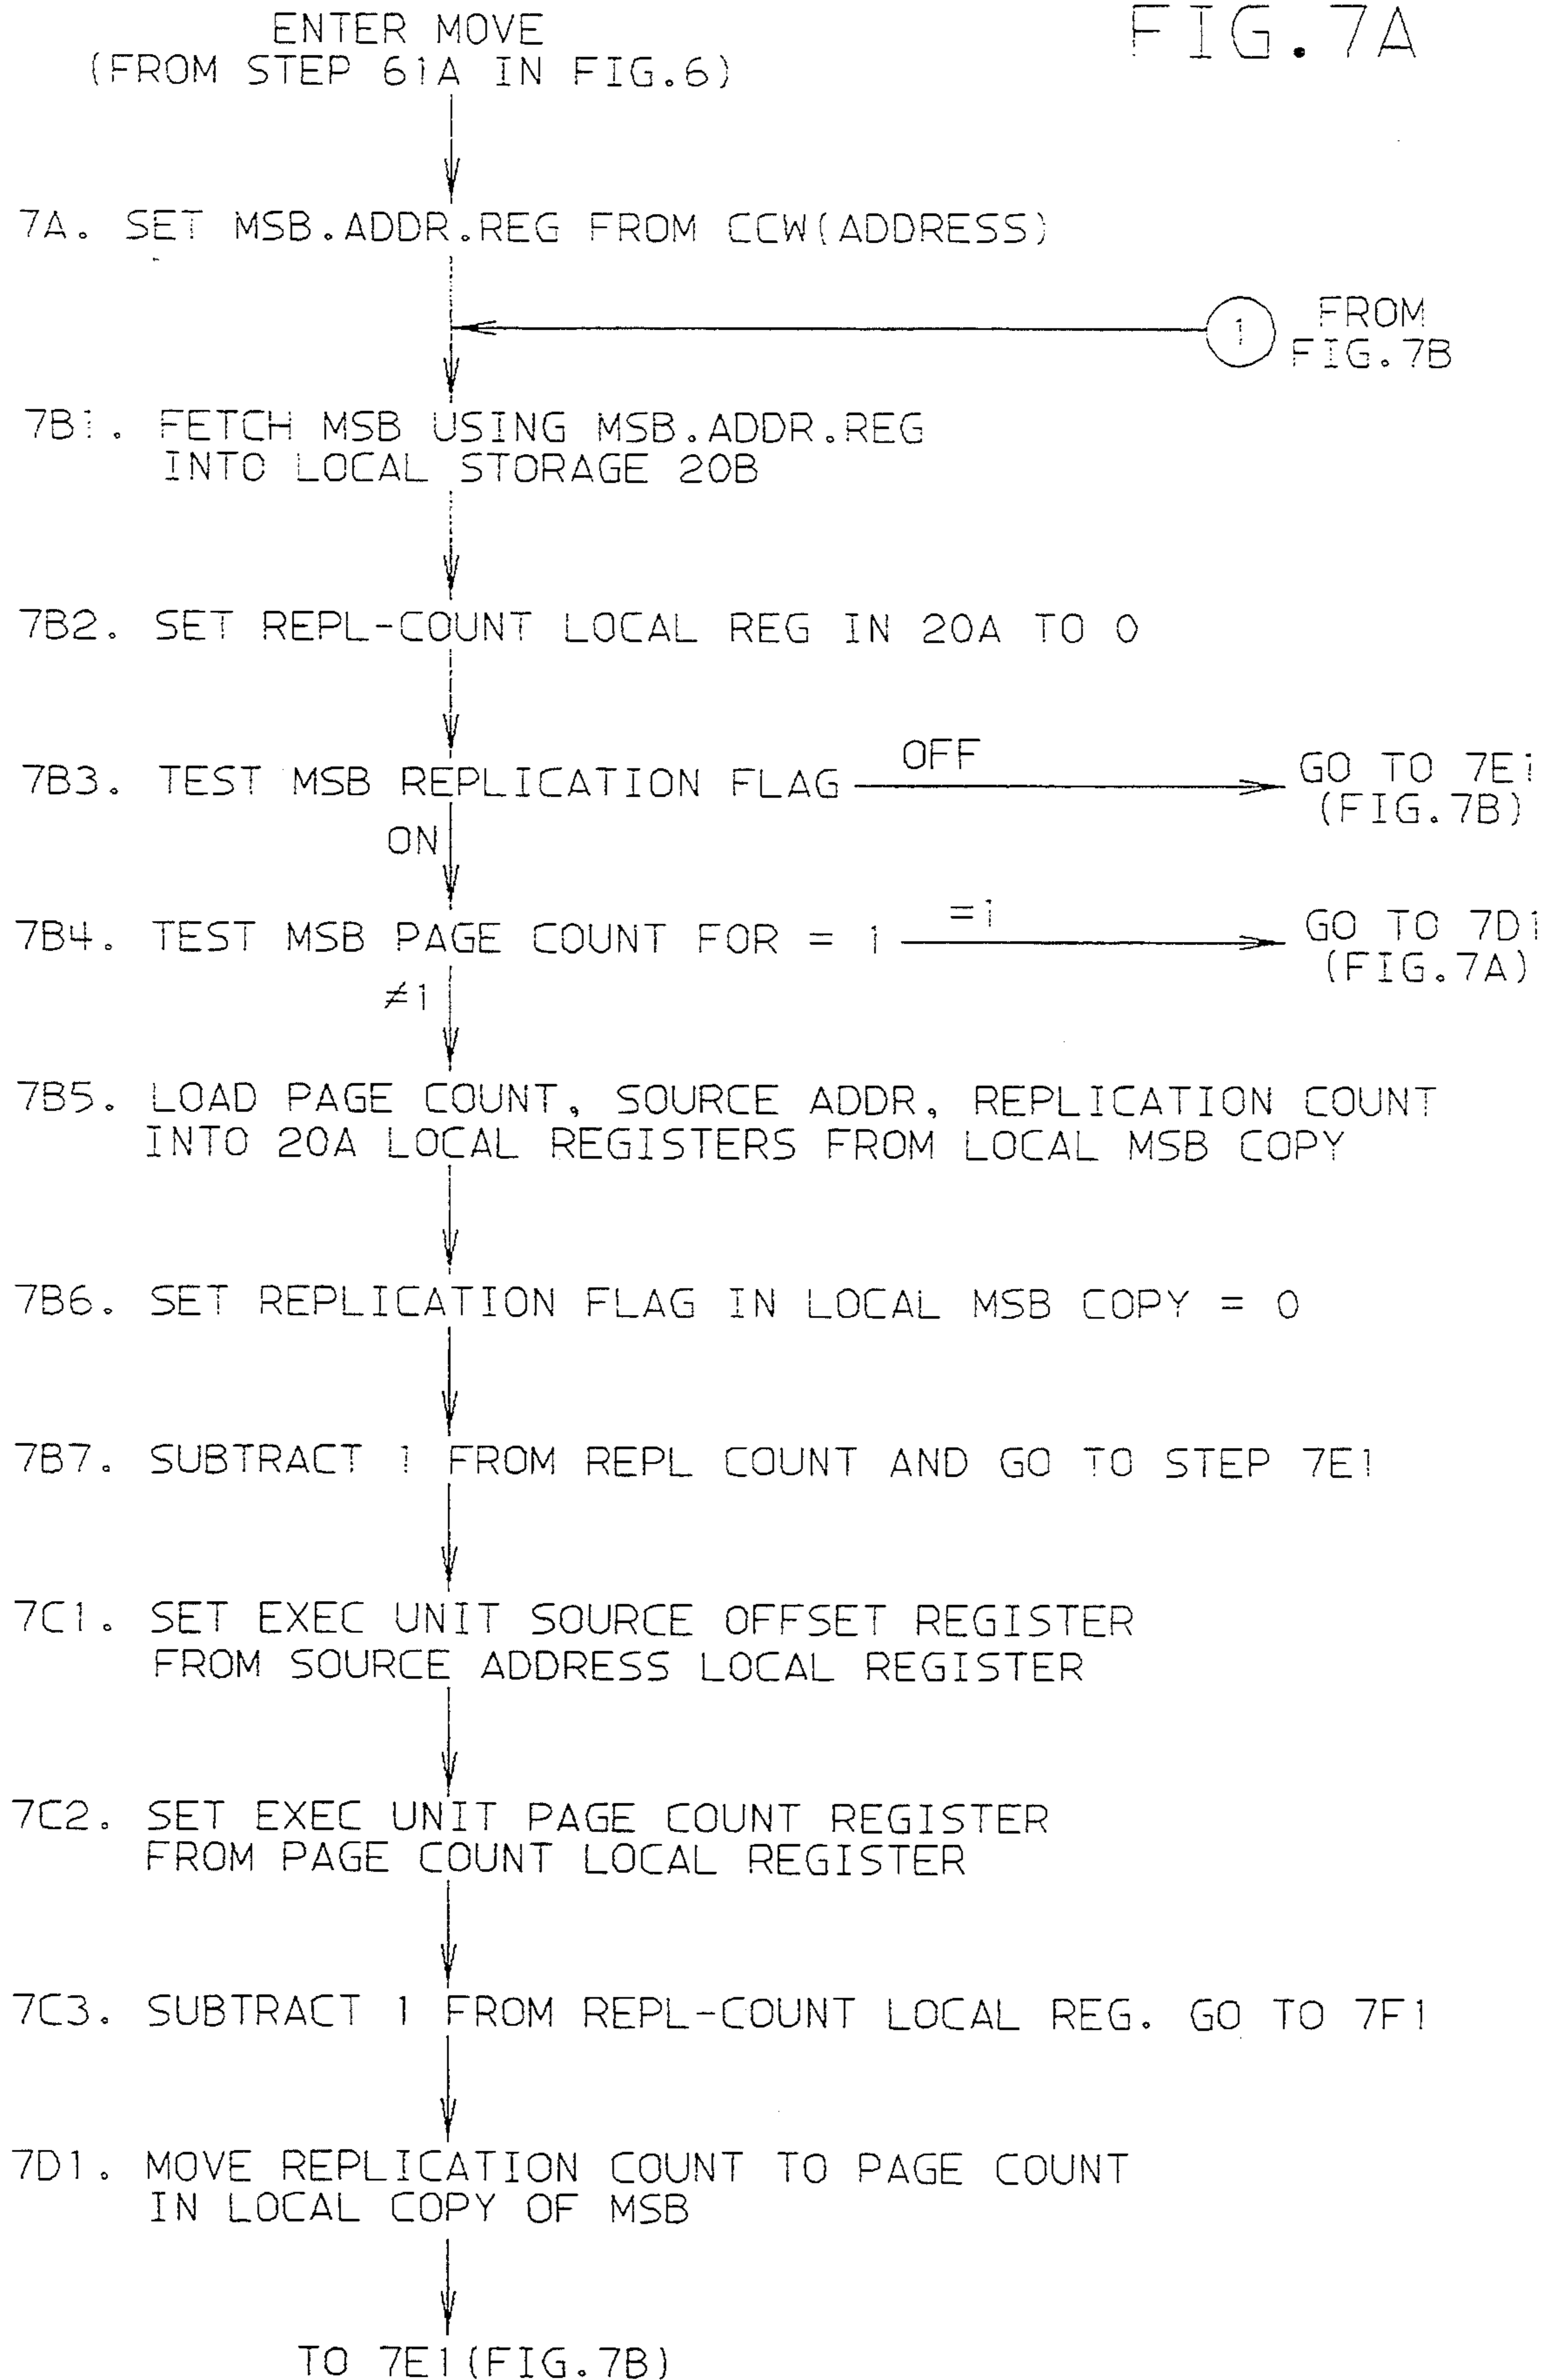 FIG.7A
ENTER MOVE
(FROM STEP 61A IN FIG.6)
7A. SET MSB.ADDR.REG FROM CCW(ADDRESS)
1
FROM
FIG.7B
7B1. FETCH MSB USING MSB.ADDR.REG
INTO LOCAL STORAGE 20B
7B2. SET REPL-COUNT LOCAL REG IN 20A TO 0
7B3. TEST MSB REPLICATION FLAG
OFF
GO TO 7E1
(FIG.7B)
ON
7B4. TEST MSB PAGE COUNT FOR = 1
=1
GO TO 7D1
(FIG.7A)
≠1
7B5. LOAD PAGE COUNT, SOURCE ADDR, REPLICATION COUNT
INTO 20A LOCAL REGISTERS FROM LOCAL MSB COPY
7B6. SET REPLICATION FLAG IN LOCAL MSB COPY = 0
7B7. SUBTRACT 1 FROM REPL COUNT AND GO TO STEP 7E1
7C1. SET EXEC UNIT SOURCE OFFSET REGISTER
FROM SOURCE ADDRESS LOCAL REGISTER
7C2. SET EXEC UNIT PAGE COUNT REGISTER
FROM PAGE COUNT LOCAL REGISTER
7C3. SUBTRACT 1 FROM REPL-COUNT LOCAL REG. GO TO 7F1
7D1. MOVE REPLICATION COUNT TO PAGE COUNT
IN LOCAL COPY OF MSB
TO 7E1(FIG.7B)